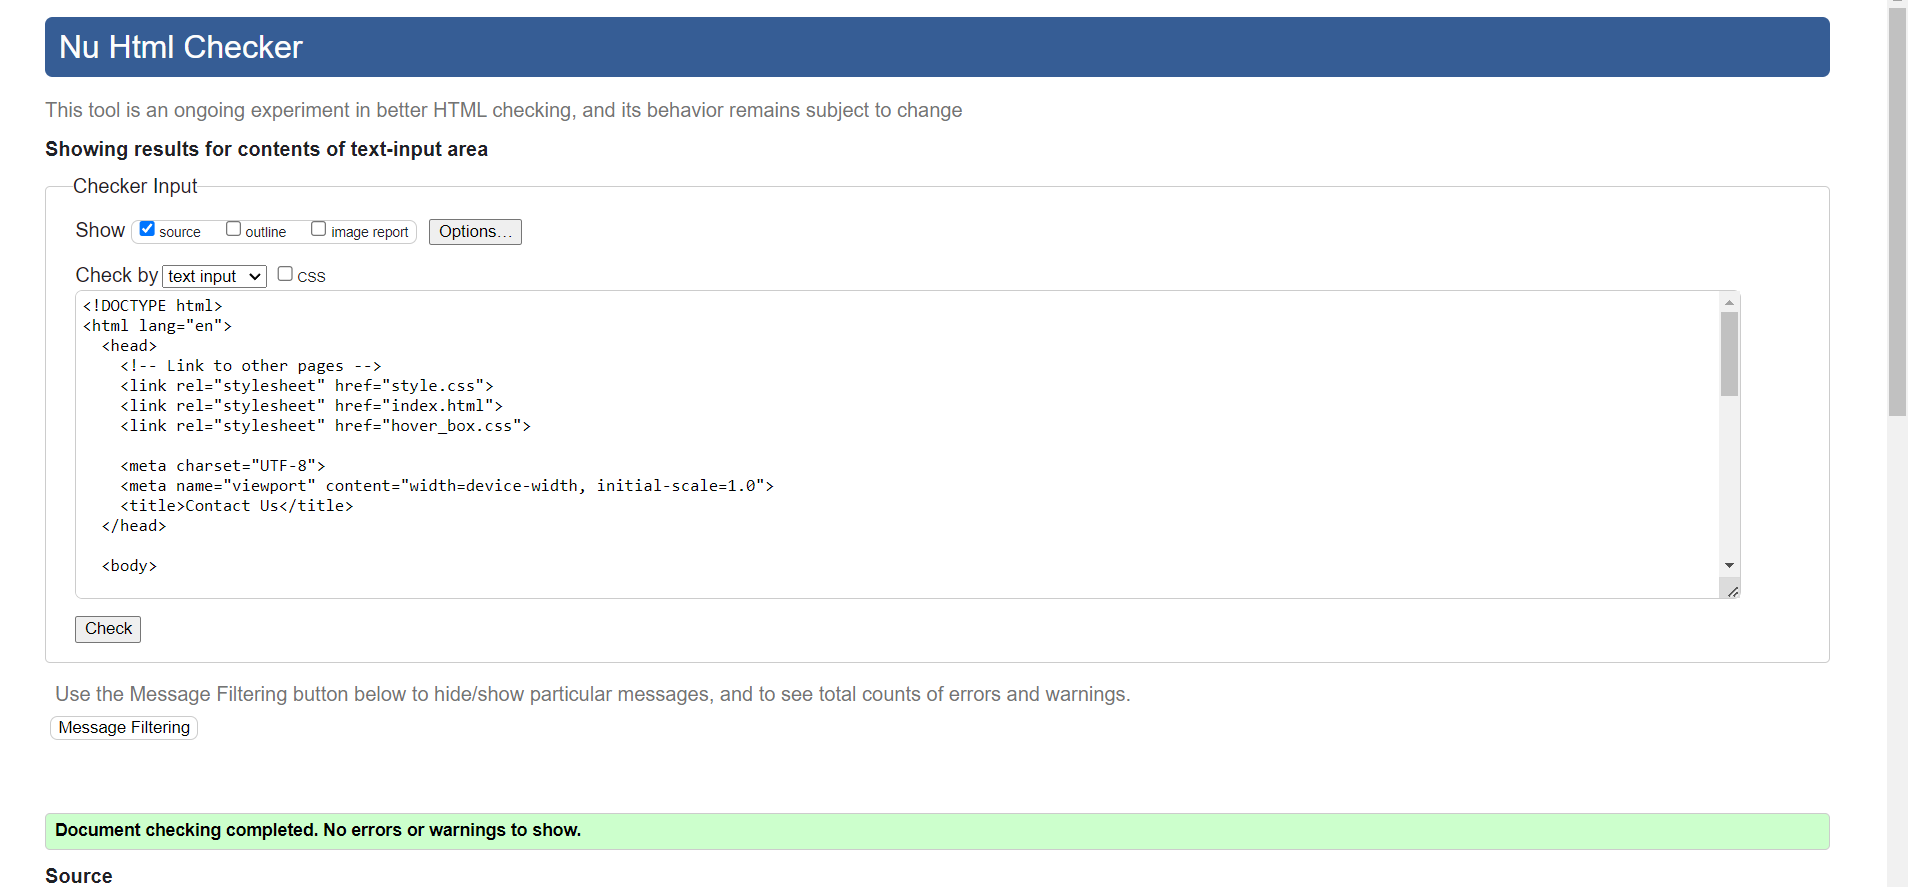 Nu Html Checker
This tool is an ongoing experiment in better HTML checking, and its behavior remains subject to change
Showing results for contents of text-input area
Checker Input
Show source outline image report Options...
Check by text input CSS
<!DOCTYPE html>
<html lang="en">
  <head>
    <!-- Link to other pages -->
    <link rel="stylesheet" href="style.css">
    <link rel="stylesheet" href="index.html">
    <link rel="stylesheet" href="hover_box.css">

    <meta charset="UTF-8">
    <meta name="viewport" content="width=device-width, initial-scale=1.0">
    <title>Contact Us</title>
  </head>

  <body>
Check
Use the Message Filtering button below to hide/show particular messages, and to see total counts of errors and warnings.
Message Filtering
Document checking completed. No errors or warnings to show.
Source